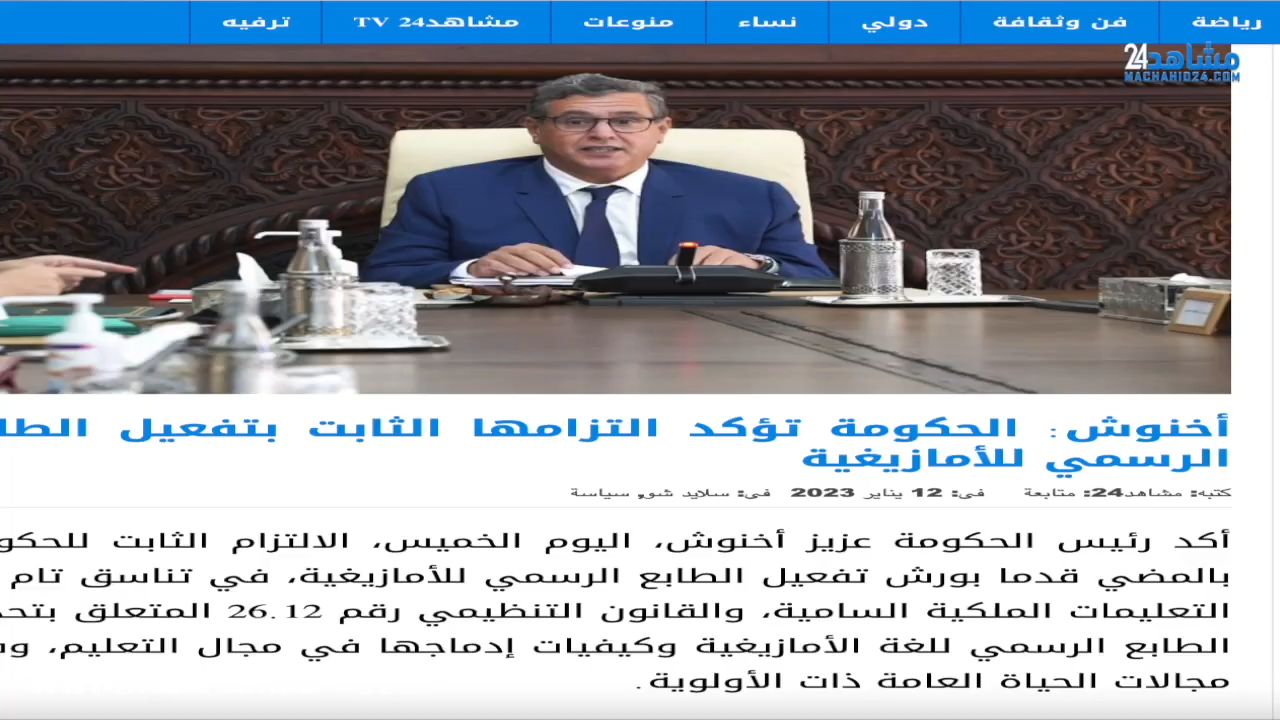 رياضة
فن وثقافة
دولي
نساء
منوعات
مشاهد24 TV
ترفيه
مشاهد24
MACHAHID24.COM
أخنوش: الحكومة تؤكد التزامها الثابت بتفعيل
الرسمي للأمازيغية
كتبه: مشاهد24: متابعة في: 12 يناير 2023 في: سلايد شو, سياسة
أكد رئيس الحكومة عزيز أخنوش، اليوم الخميس، الالتزام الثابت
بالمضي قدما بورش تفعيل الطابع الرسمي للأمازيغية، في تناسق تام
التعليمات الملكية السامية، والقانون التنظيمي رقم 26.12 المتعلق
الطابع الرسمي للغة الأمازيغية وكيفيات إدماجها في مجال التعليم،
مجالات الحياة العامة ذات الأولوية.